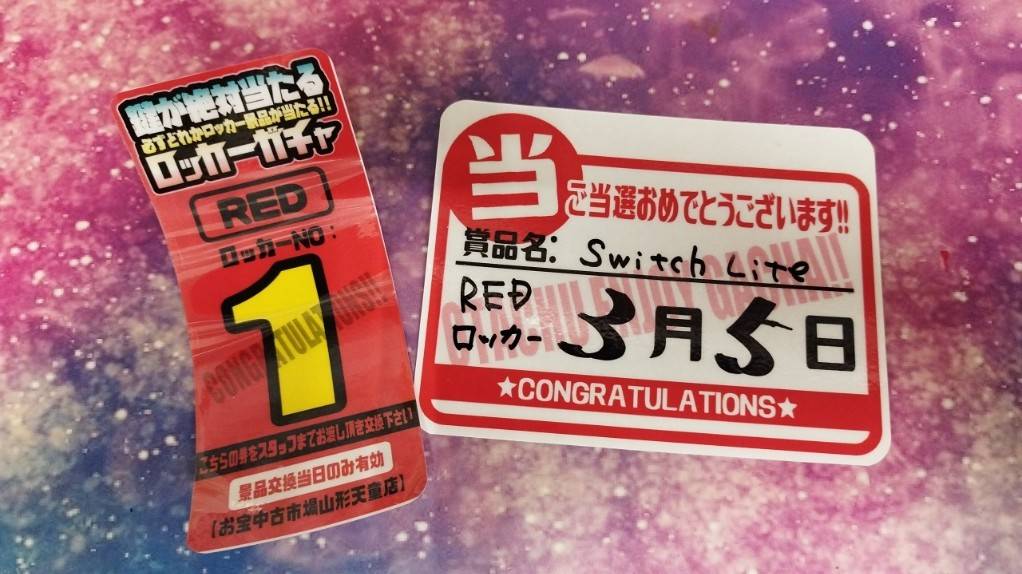 鍵が絶対当たる
必ずどれかロッカー景品が当たる!!
ロッカーガチャ
RED
ロッカーNO:
1
CONGRATULATIONS!!
こちらの券をスタッフまでお渡し頂き交換下さい
景品交換当日のみ有効
【お宝中古市場山形天童店】
当
ご当選おめでとうございます!!
賞品名: Switch Lite
RED
ロッカー 3月5日
★CONGRATULATIONS★